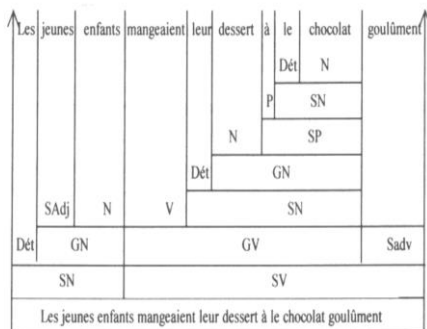 Les jeunes enfants mangeaient leur dessert à le chocolat goulûment
Dét N
P SN
N SP
Dét GN
SAdj N V SN
Dét GN GV Sadv
SN SV
Les jeunes enfants mangeaient leur dessert à le chocolat goulûment